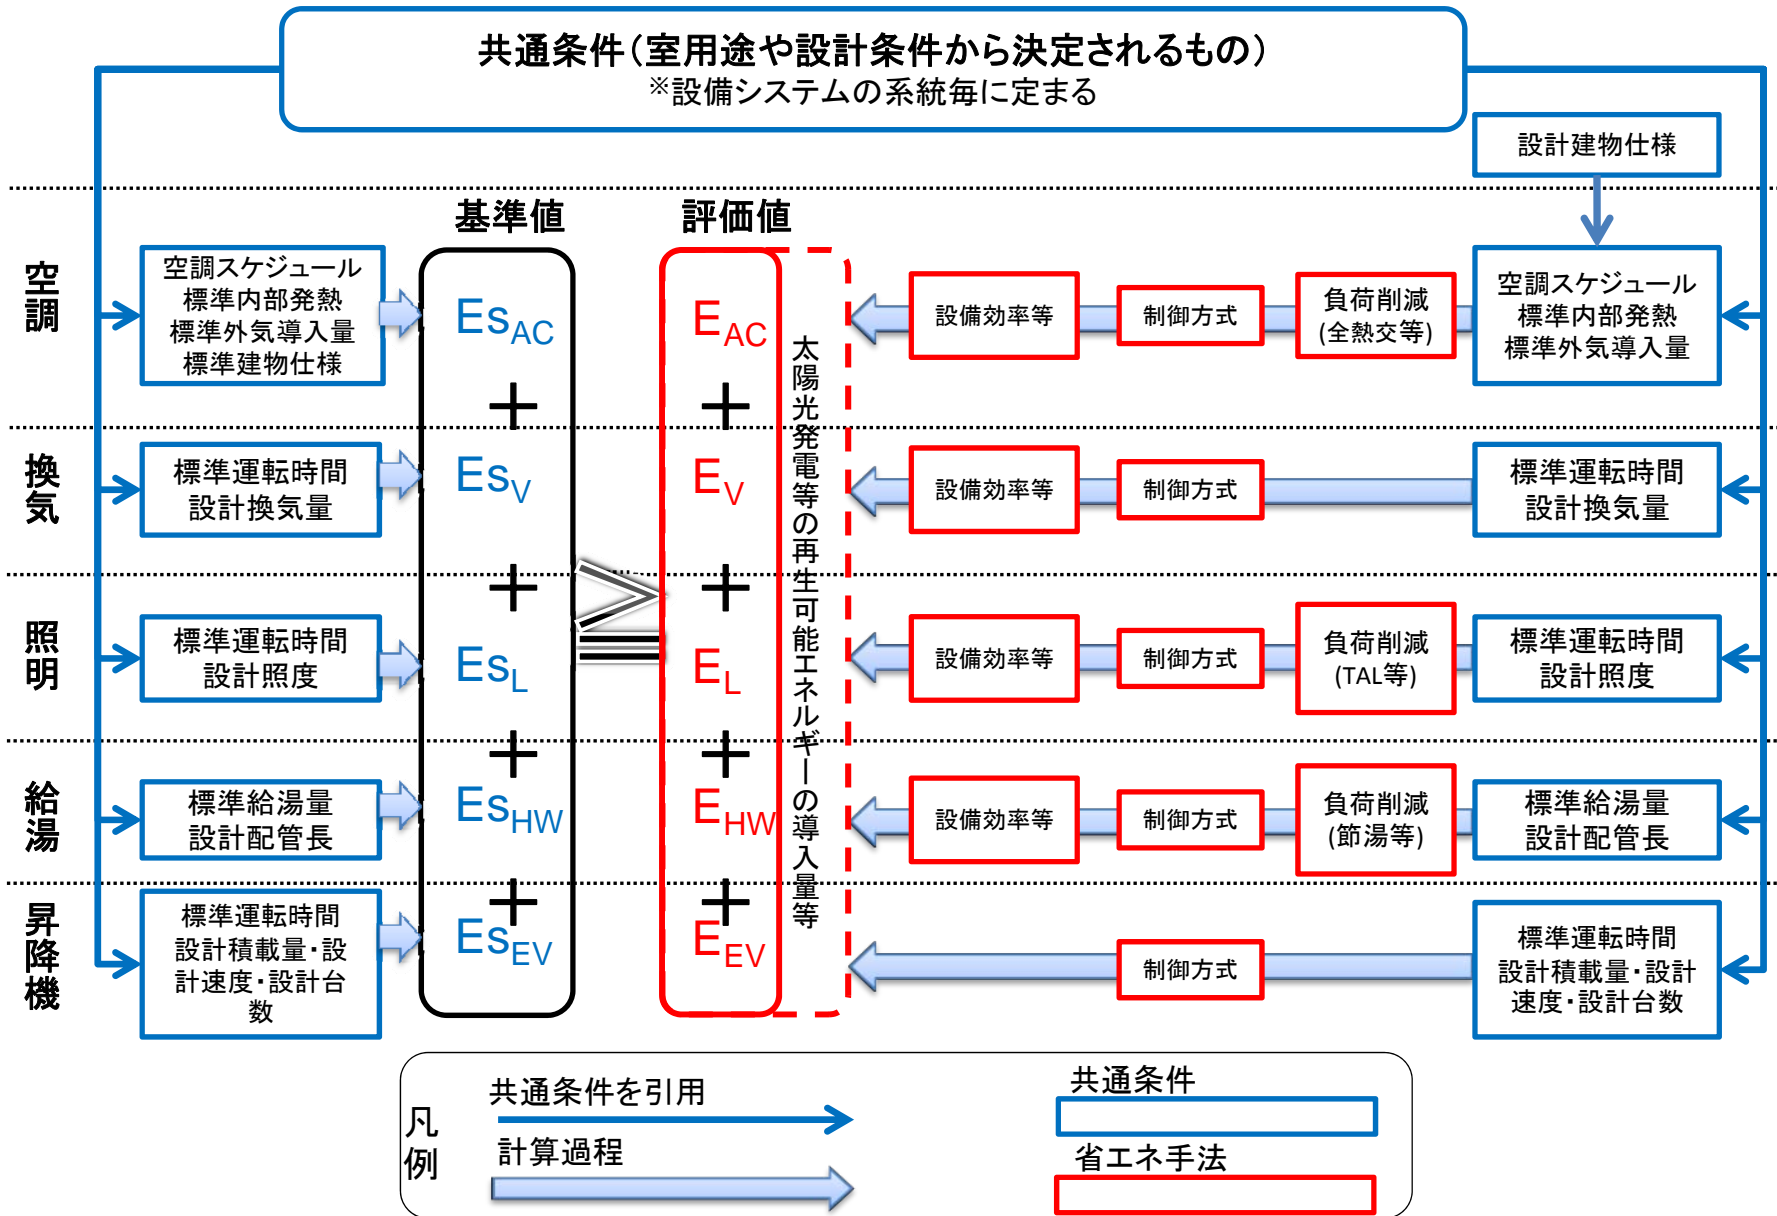 共通条件（室用途や設計条件から決定されるもの）
※設備システムの系統毎に定まる
設計建物仕様
基準値
評価値
空調
空調スケジュール
標準内部発熱
標準外気導入量
標準建物仕様
Es_AC
+
E_AC
+
設備効率等
制御方式
負荷削減
(全熱交等)
空調スケジュール
標準内部発熱
標準外気導入量
換気
標準運転時間
設計換気量
Es_V
+
E_V
+
設備効率等
制御方式
標準運転時間
設計換気量
≧
太陽光発電等の再生可能エネルギーの導入量等
照明
標準運転時間
設計照度
Es_L
+
E_L
+
設備効率等
制御方式
負荷削減
(TAL等)
標準運転時間
設計照度
給湯
標準給湯量
設計配管長
Es_HW
+
E_HW
+
設備効率等
制御方式
負荷削減
(節湯等)
標準給湯量
設計配管長
昇降機
標準運転時間
設計積載量・設
計速度・設計台
数
Es_EV
E_EV
制御方式
標準運転時間
設計積載量・設計
速度・設計台数
凡例
共通条件を引用
計算過程
共通条件
省エネ手法